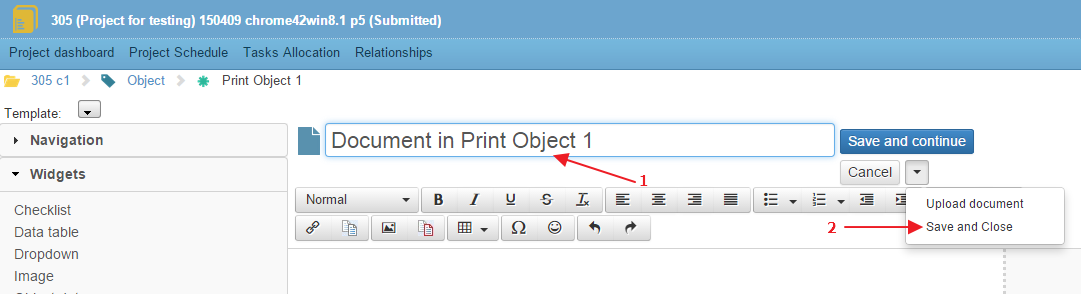 305 (Project for testing) 150409 chrome42win8.1 p5 (Submitted)
Project dashboard Project Schedule Tasks Allocation Relationships
305 c1 Object Print Object 1
Template:
Navigation
Widgets
Checklist
Data table
Dropdown
Image
Document in Print Object 1
Save and continue
1
Cancel
Normal B I U S Ix
Ω
Upload document
2 Save and Close